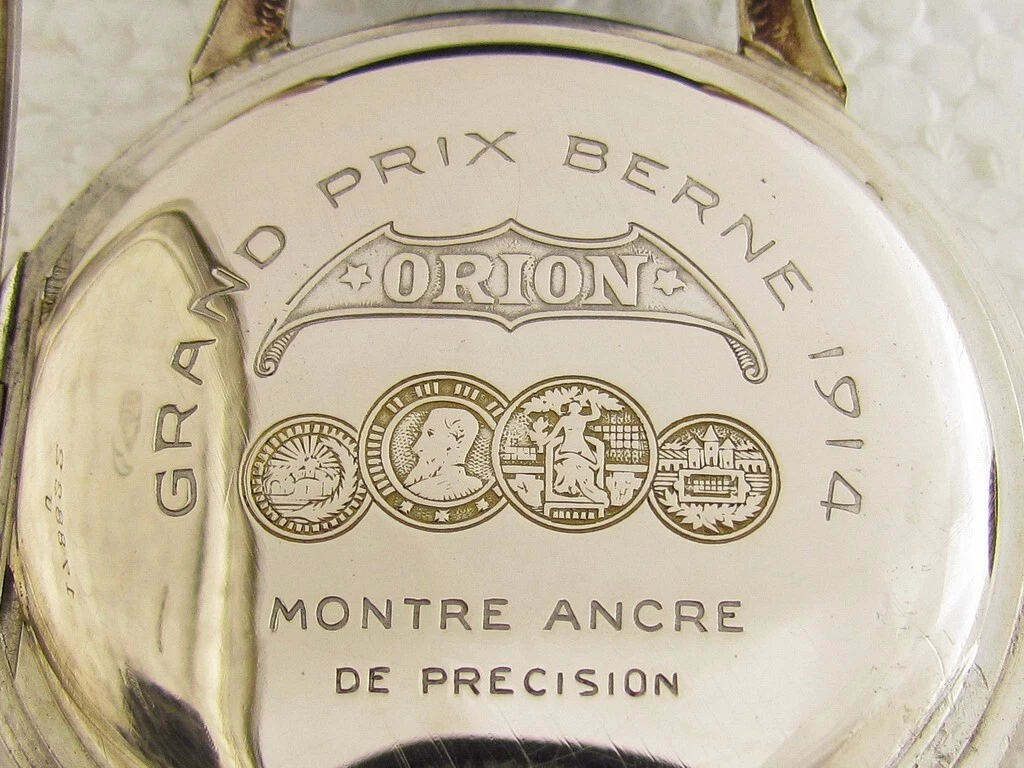 GRAND PRIX BERNE 1914
ORION
MONTRE ANCRE
DE PRECISION